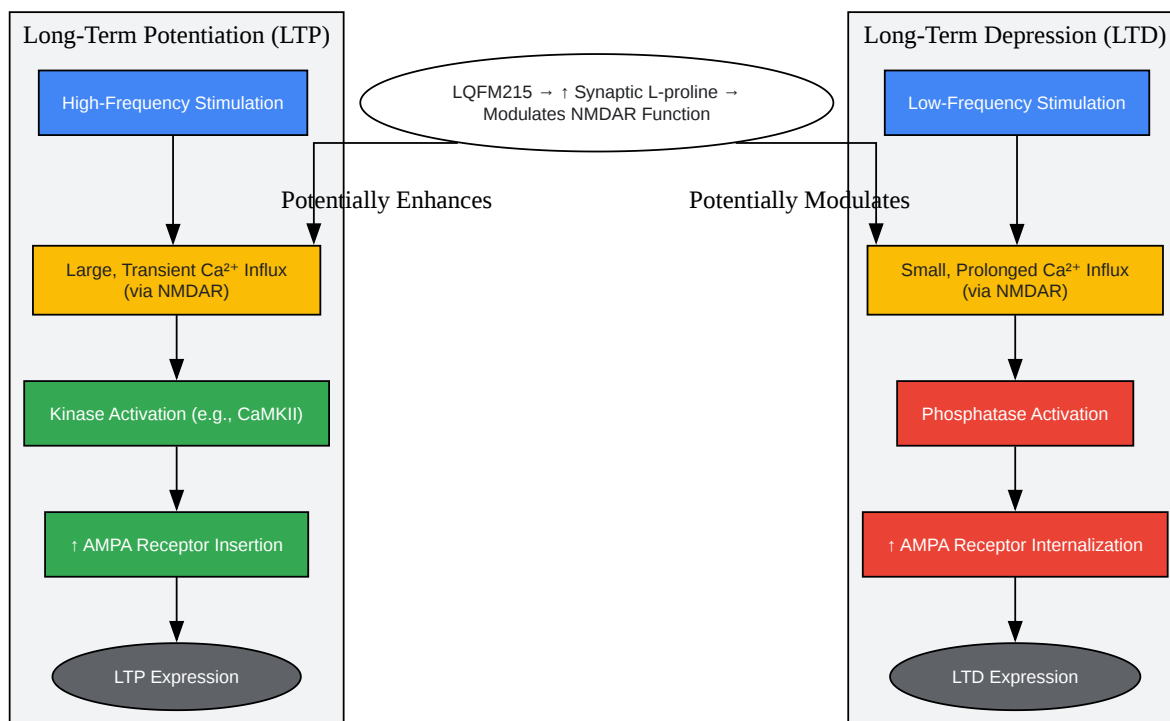 Long-Term Potentiation (LTP)
High-Frequency Stimulation
Large, Transient Ca²⁺ Influx
(via NMDAR)
Kinase Activation (e.g., CaMKII)
↑ AMPA Receptor Insertion
LTP Expression
LQFM215 → ↑ Synaptic L-proline →
Modulates NMDAR Function
Potentially Enhances
Potentially Modulates
Long-Term Depression (LTD)
Low-Frequency Stimulation
Small, Prolonged Ca²⁺ Influx
(via NMDAR)
Phosphatase Activation
↑ AMPA Receptor Internalization
LTD Expression